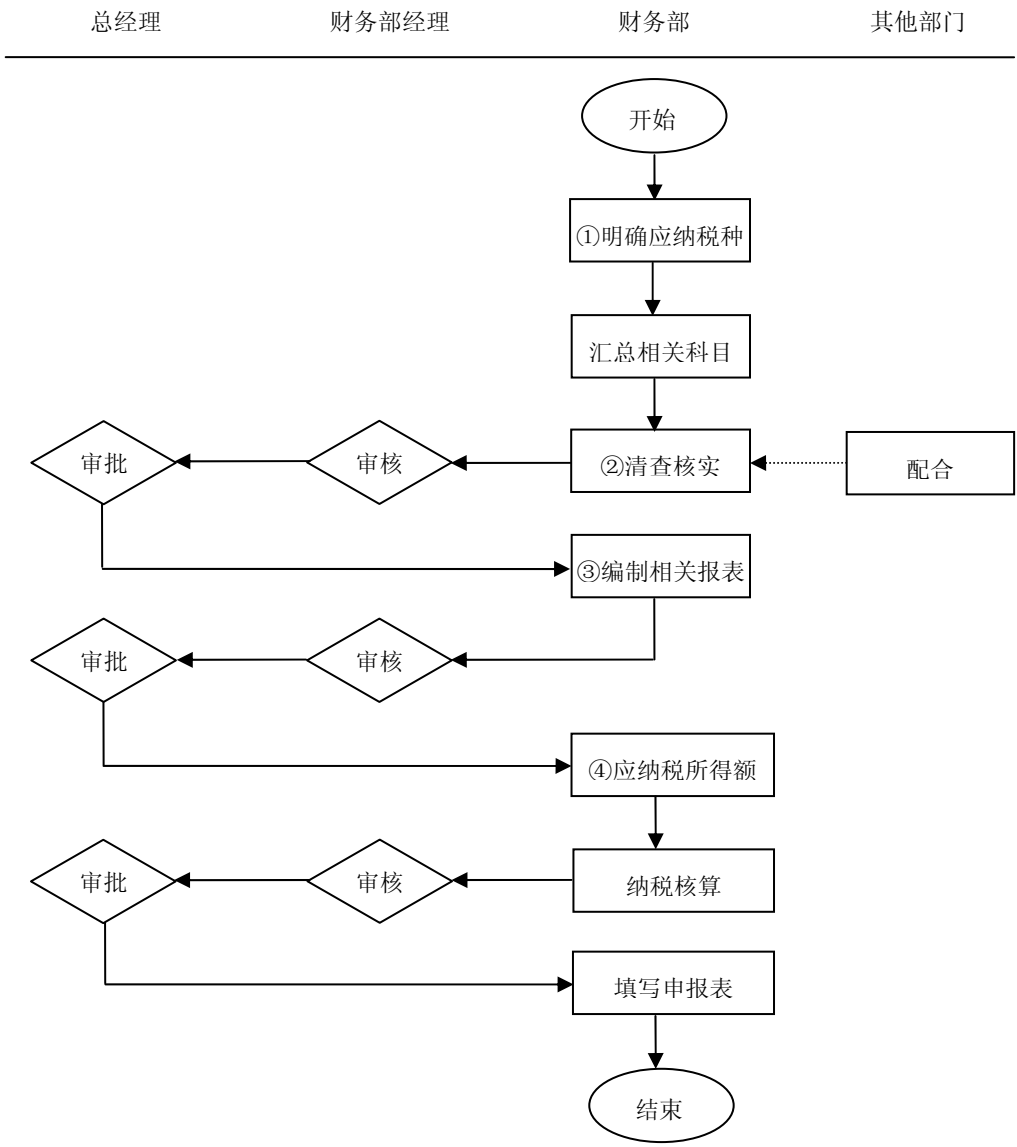 总经理 财务部经理 财务部 其他部门
开始
①明确应纳税种
汇总相关科目
审批 审核 ②清查核实 配合
③编制相关报表
审批 审核
④应纳税所得额
审批 审核 纳税核算
填写申报表
结束